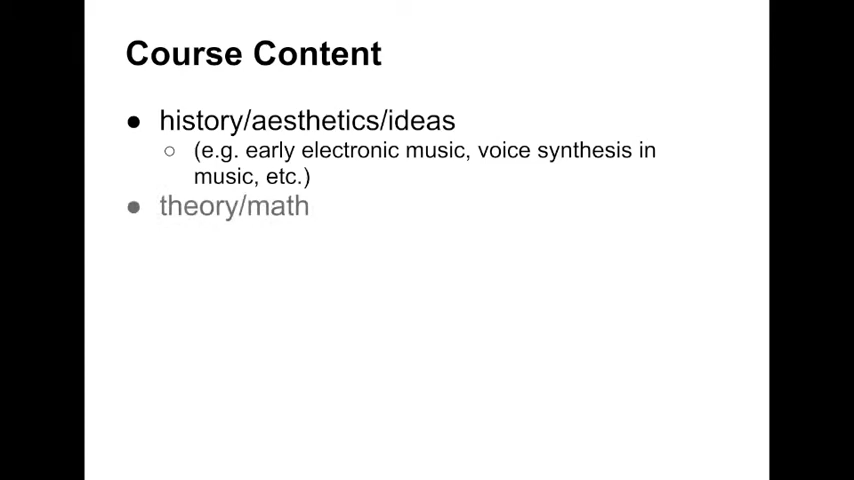 Course Content
● history/aesthetics/ideas
○ (e.g. early electronic music, voice synthesis in
music, etc.)
● theory/math